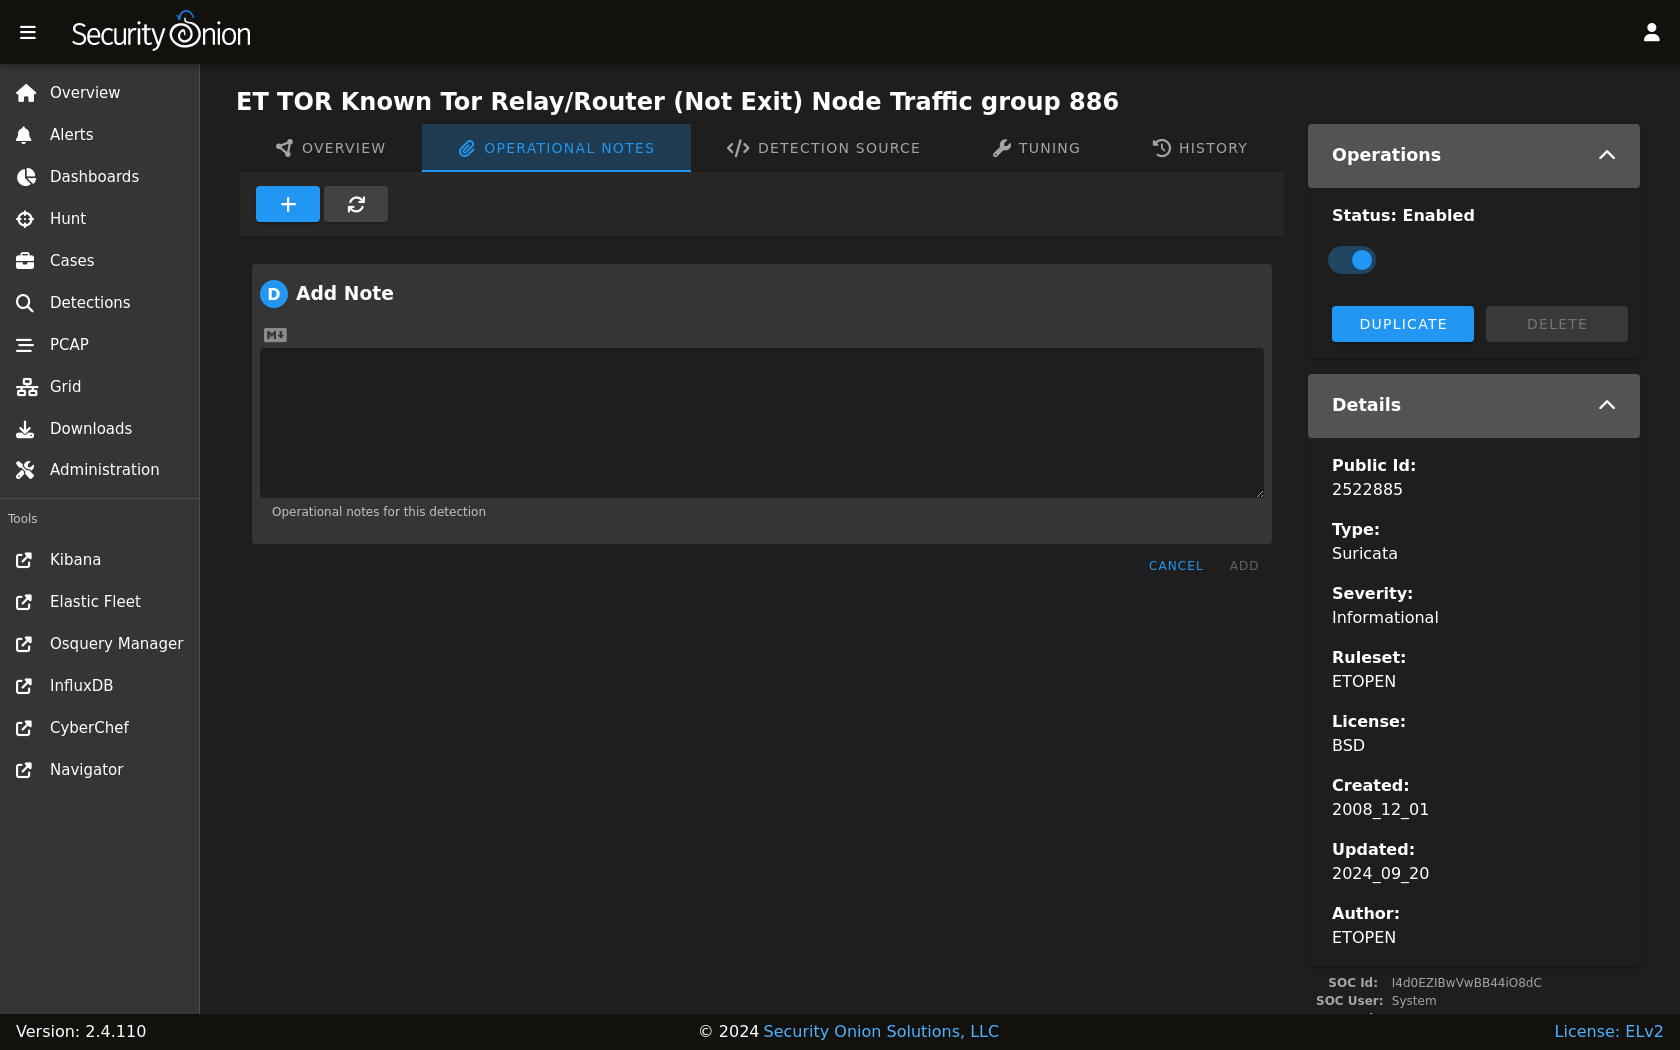 Security Onion
Overview
Alerts
Dashboards
Hunt
Cases
Detections
PCAP
Grid
Downloads
Administration
Tools
Kibana
Elastic Fleet
Osquery Manager
InfluxDB
CyberChef
Navigator
ET TOR Known Tor Relay/Router (Not Exit) Node Traffic group 886
OVERVIEW
OPERATIONAL NOTES
DETECTION SOURCE
TUNING
HISTORY
D Add Note
M
Operational notes for this detection
CANCEL
ADD
Operations
Status: Enabled
DUPLICATE
DELETE
Details
Public Id:
2522885
Type:
Suricata
Severity:
Informational
Ruleset:
ETOPEN
License:
BSD
Created:
2008_12_01
Updated:
2024_09_20
Author:
ETOPEN
SOC Id: I4d0EZIBwVwBB44iO8dC
SOC User: System
Version: 2.4.110
© 2024 Security Onion Solutions, LLC
License: ELv2